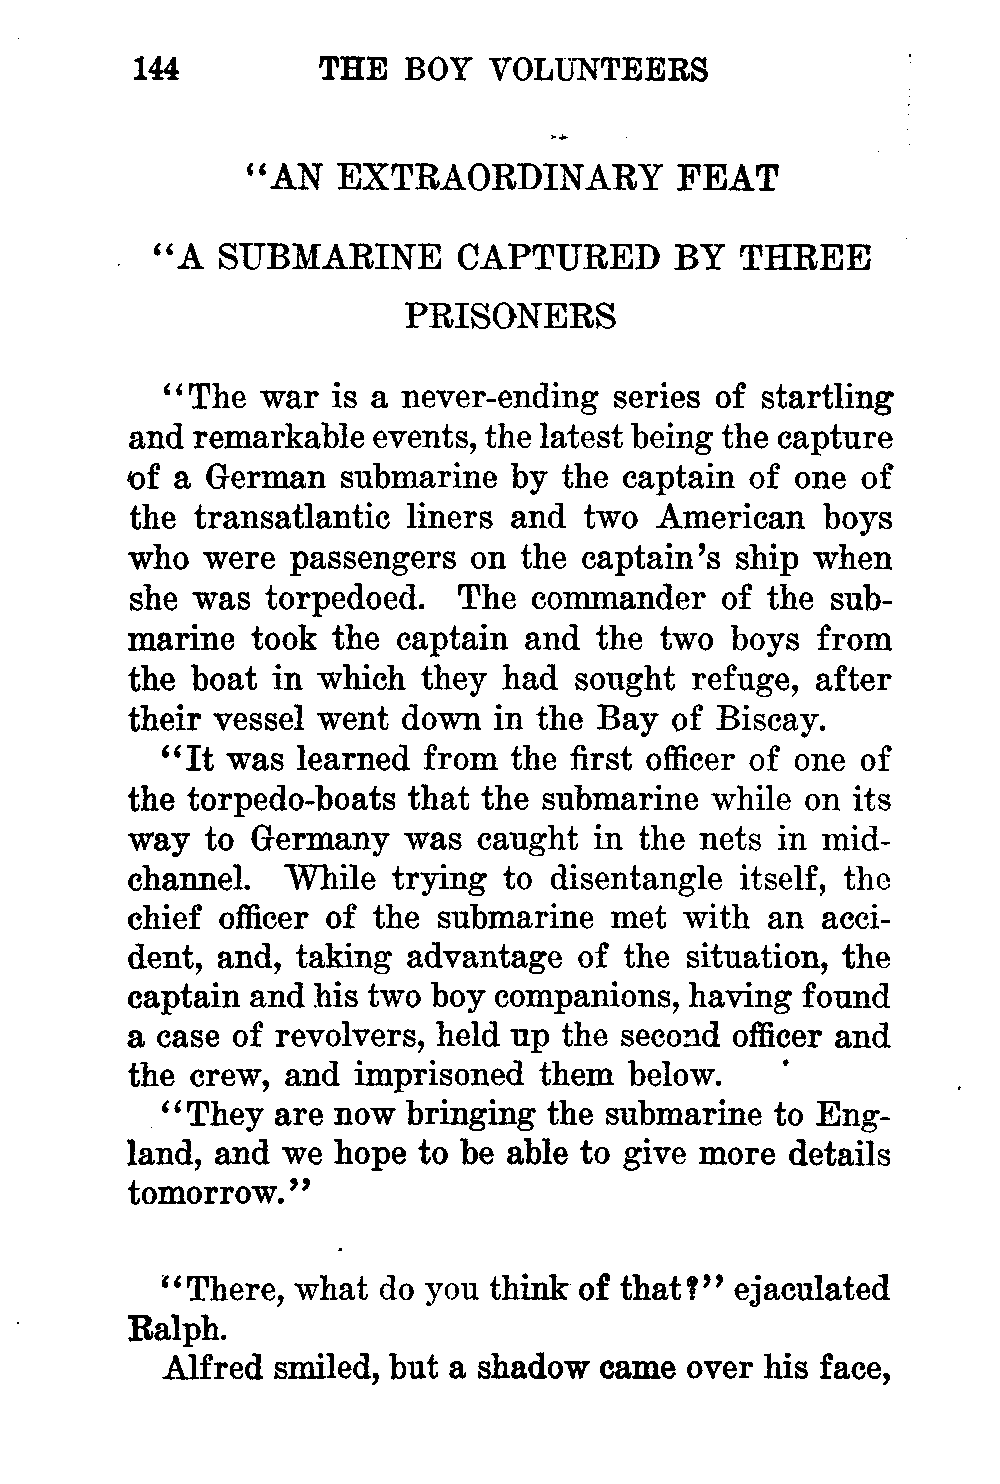 144 THE BOY VOLUNTEERS
"AN EXTRAORDINARY FEAT
"A SUBMARINE CAPTURED BY THREE
PRISONERS
"The war is a never-ending series of startling
and remarkable events, the latest being the capture
of a German submarine by the captain of one of
the transatlantic liners and two American boys
who were passengers on the captain's ship when
she was torpedoed. The commander of the sub-
marine took the captain and the two boys from
the boat in which they had sought refuge, after
their vessel went down in the Bay of Biscay.
"It was learned from the first officer of one of
the torpedo-boats that the submarine while on its
way to Germany was caught in the nets in mid-
channel. While trying to disentangle itself, the
chief officer of the submarine met with an acci-
dent, and, taking advantage of the situation, the
captain and his two boy companions, having found
a case of revolvers, held up the second officer and
the crew, and imprisoned them below.
"They are now bringing the submarine to Eng-
land, and we hope to be able to give more details
tomorrow."
"There, what do you think of that?" ejaculated
Ralph.
Alfred smiled, but a shadow came over his face,